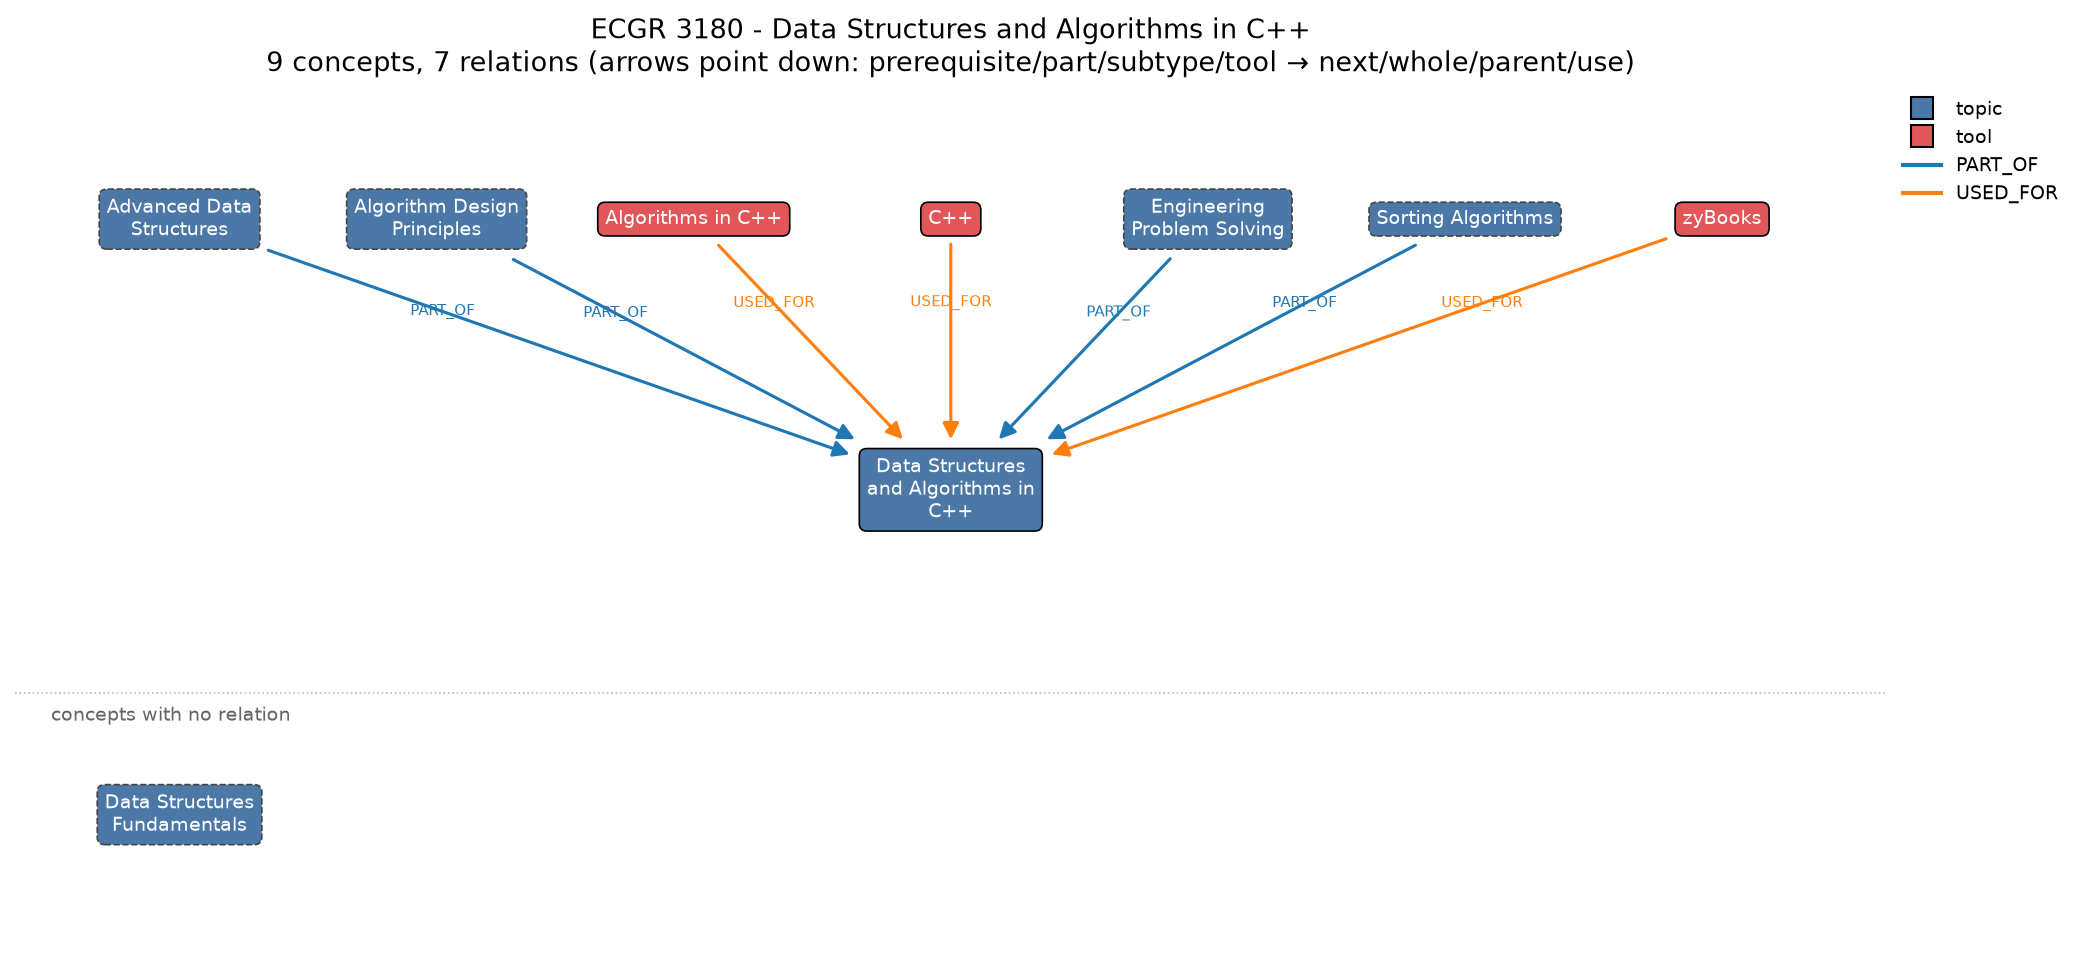 ECGR 3180 - Data Structures and Algorithms in C++
9 concepts, 7 relations (arrows point down: prerequisite/part/subtype/tool → next/whole/parent/use)
topic
tool
PART_OF
USED_FOR
Advanced Data
Structures
Algorithm Design
Principles
Algorithms in C++
C++
Engineering
Problem Solving
Sorting Algorithms
zyBooks
PART_OF
PART_OF
USED_FOR
USED_FOR
PART_OF
PART_OF
USED_FOR
Data Structures
and Algorithms in
C++
concepts with no relation
Data Structures
Fundamentals